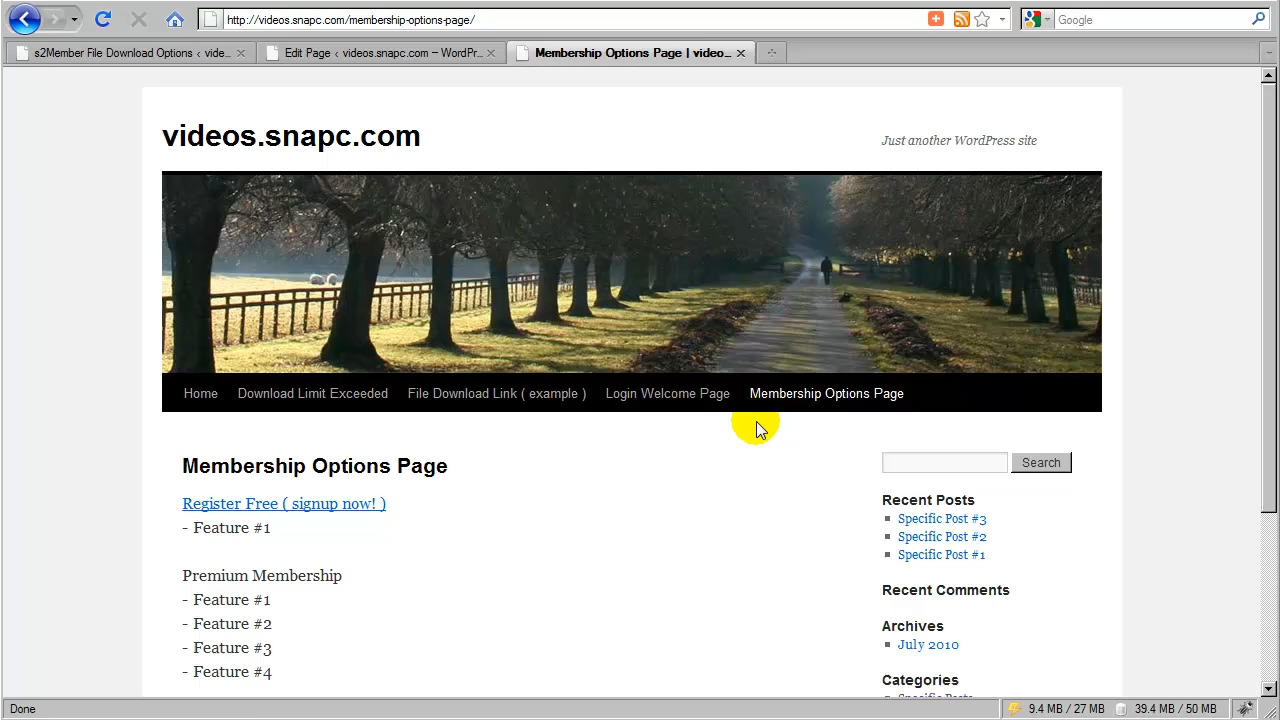 http://videos.snapc.com/membership-options-page/
Google
s2Member File Download Options ‹ vide...
Edit Page ‹ videos.snapc.com — WordPr...
Membership Options Page | video...
videos.snapc.com
Just another WordPress site
Home
Download Limit Exceeded
File Download Link ( example )
Login Welcome Page
Membership Options Page
Membership Options Page
Register Free ( signup now! )
- Feature #1
Premium Membership
- Feature #1
- Feature #2
- Feature #3
- Feature #4
Search
Recent Posts
Specific Post #3
Specific Post #2
Specific Post #1
Recent Comments
Archives
July 2010
Categories
Specific Posts
Done
9.4 MB / 27 MB
39.4 MB / 50 MB